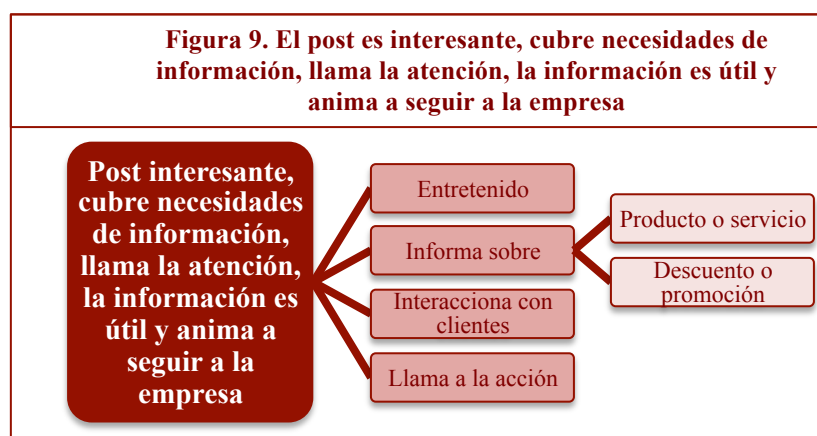 Figura 9. El post es interesante, cubre necesidades de
información, llama la atención, la información es útil y
anima a seguir a la empresa
Post interesante,
cubre necesidades
de información,
llama la atención,
la información es
útil y anima a
seguir a la
empresa
Entretenido
Informa sobre
Producto o servicio
Descuento o
promoción
Interacciona con
clientes
Llama a la acción